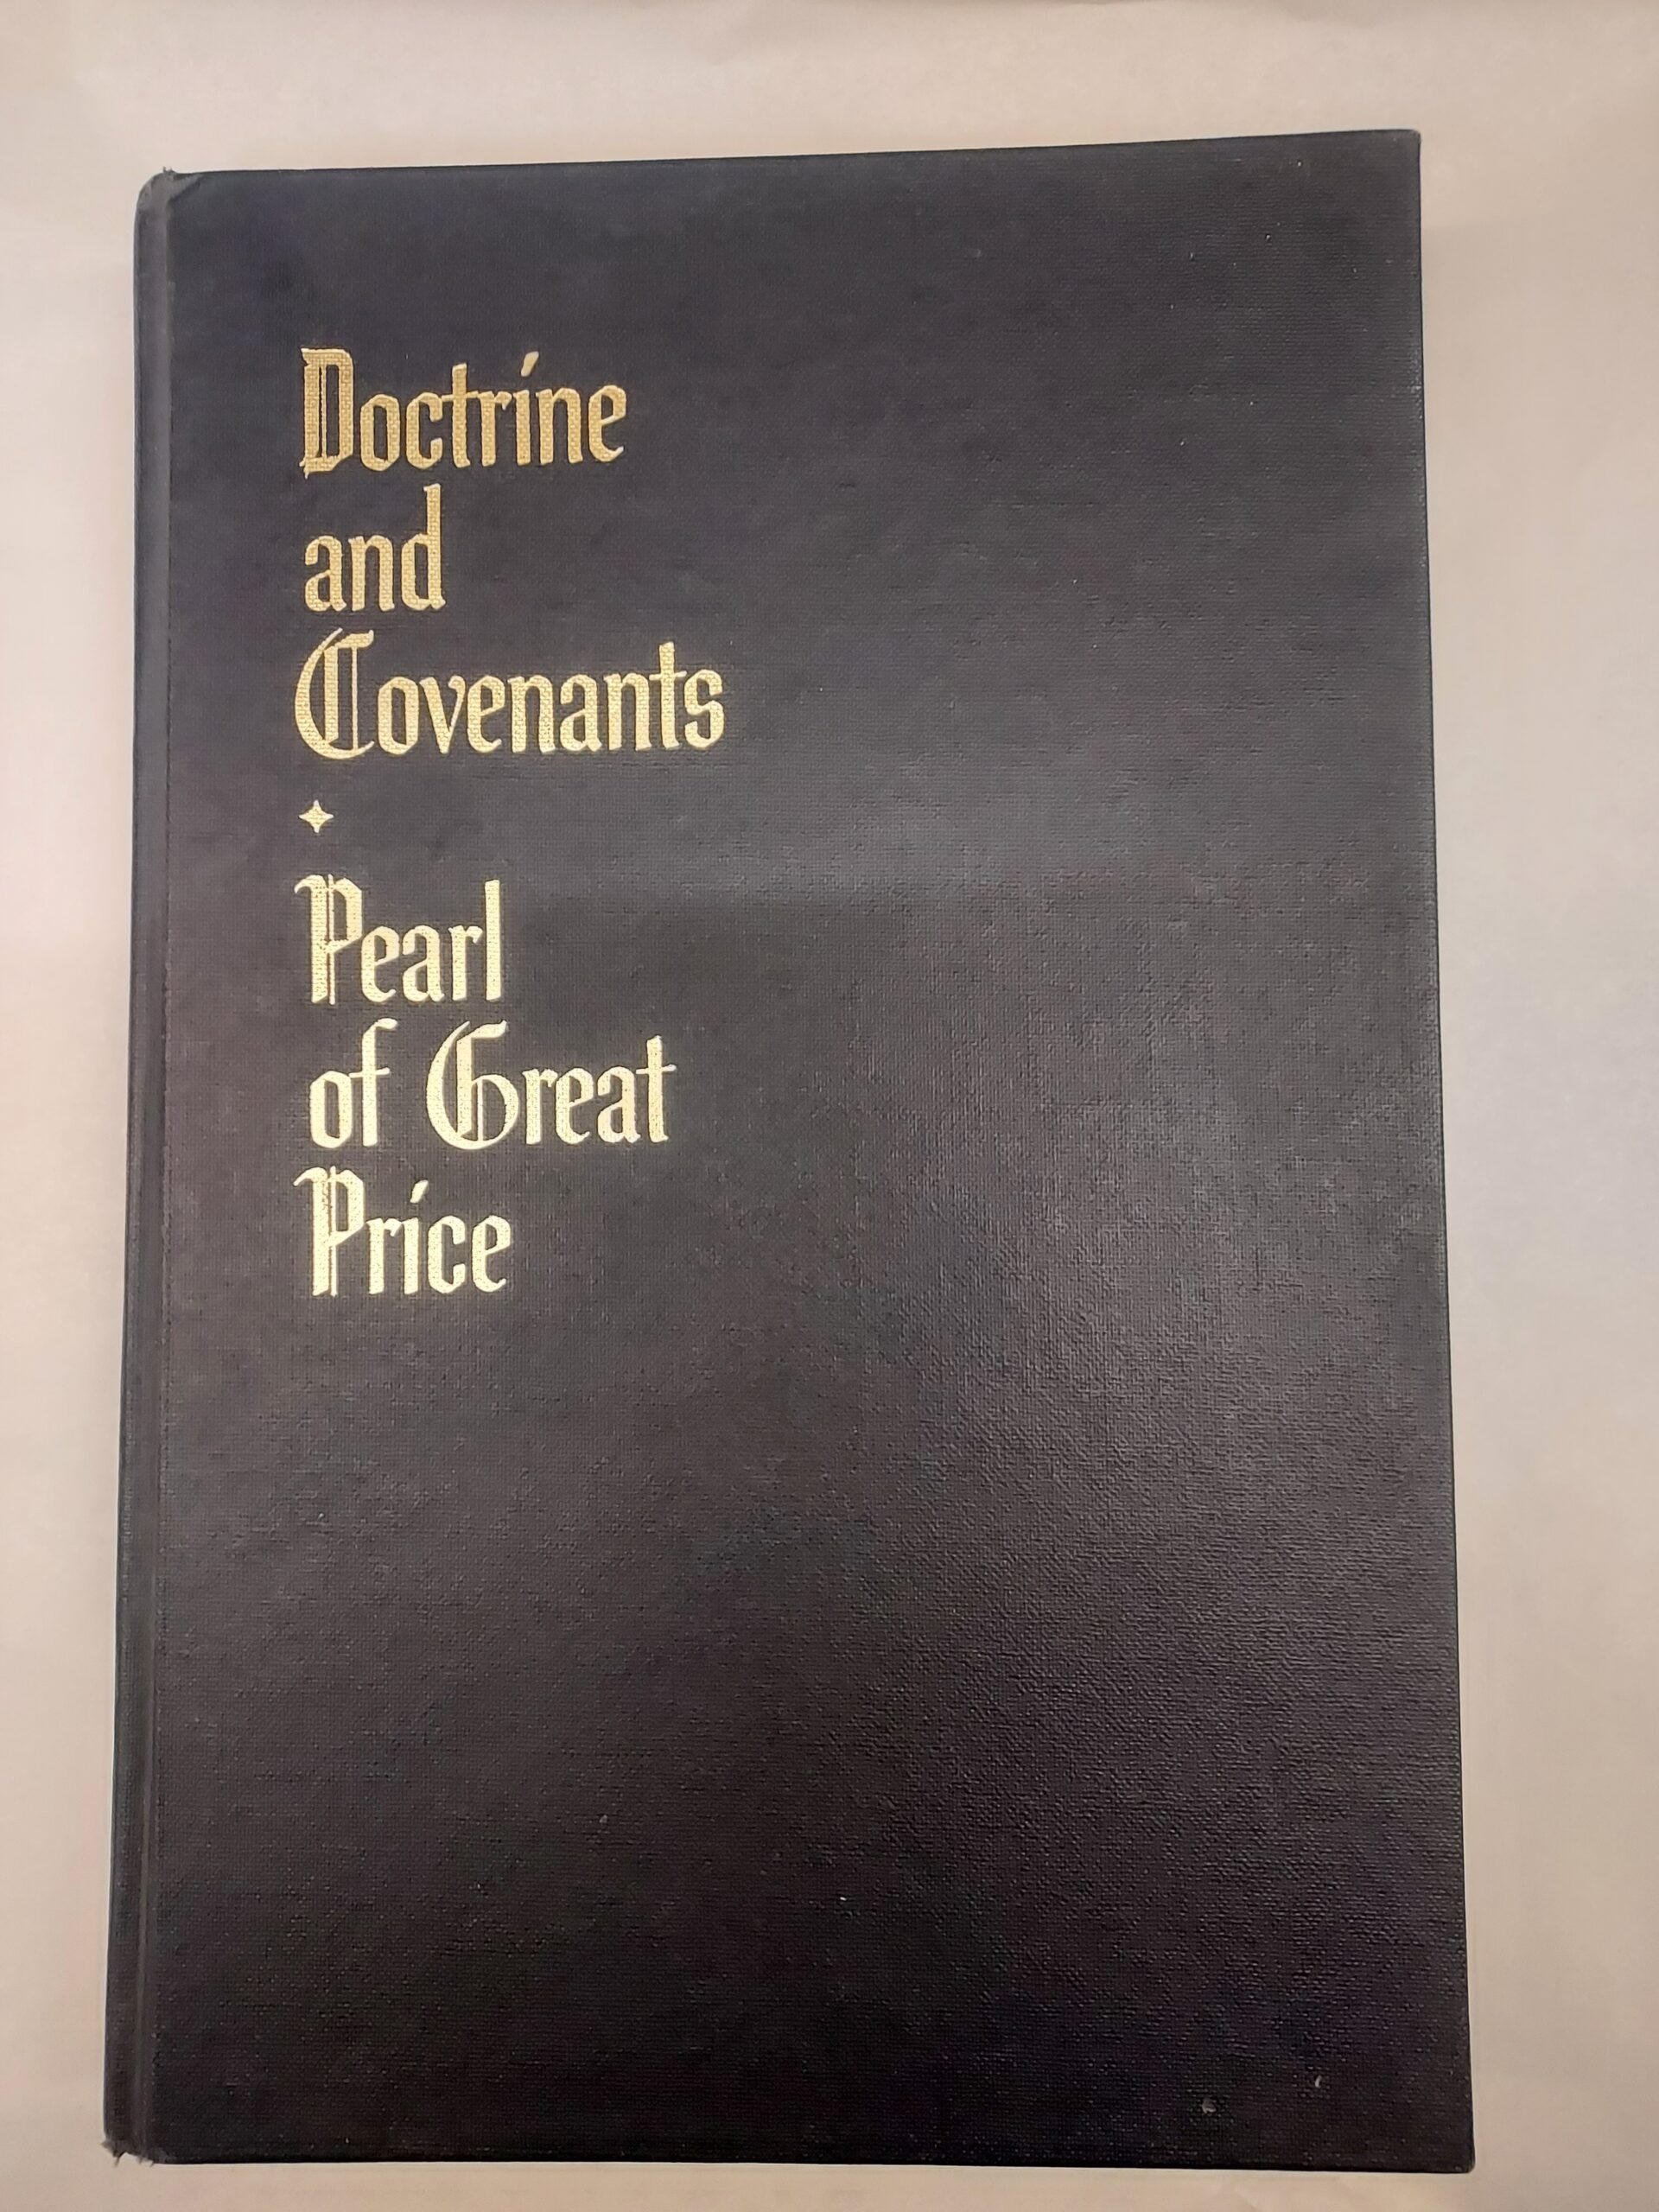 Doctrine
and
Covenants
Pearl
of Great
Price